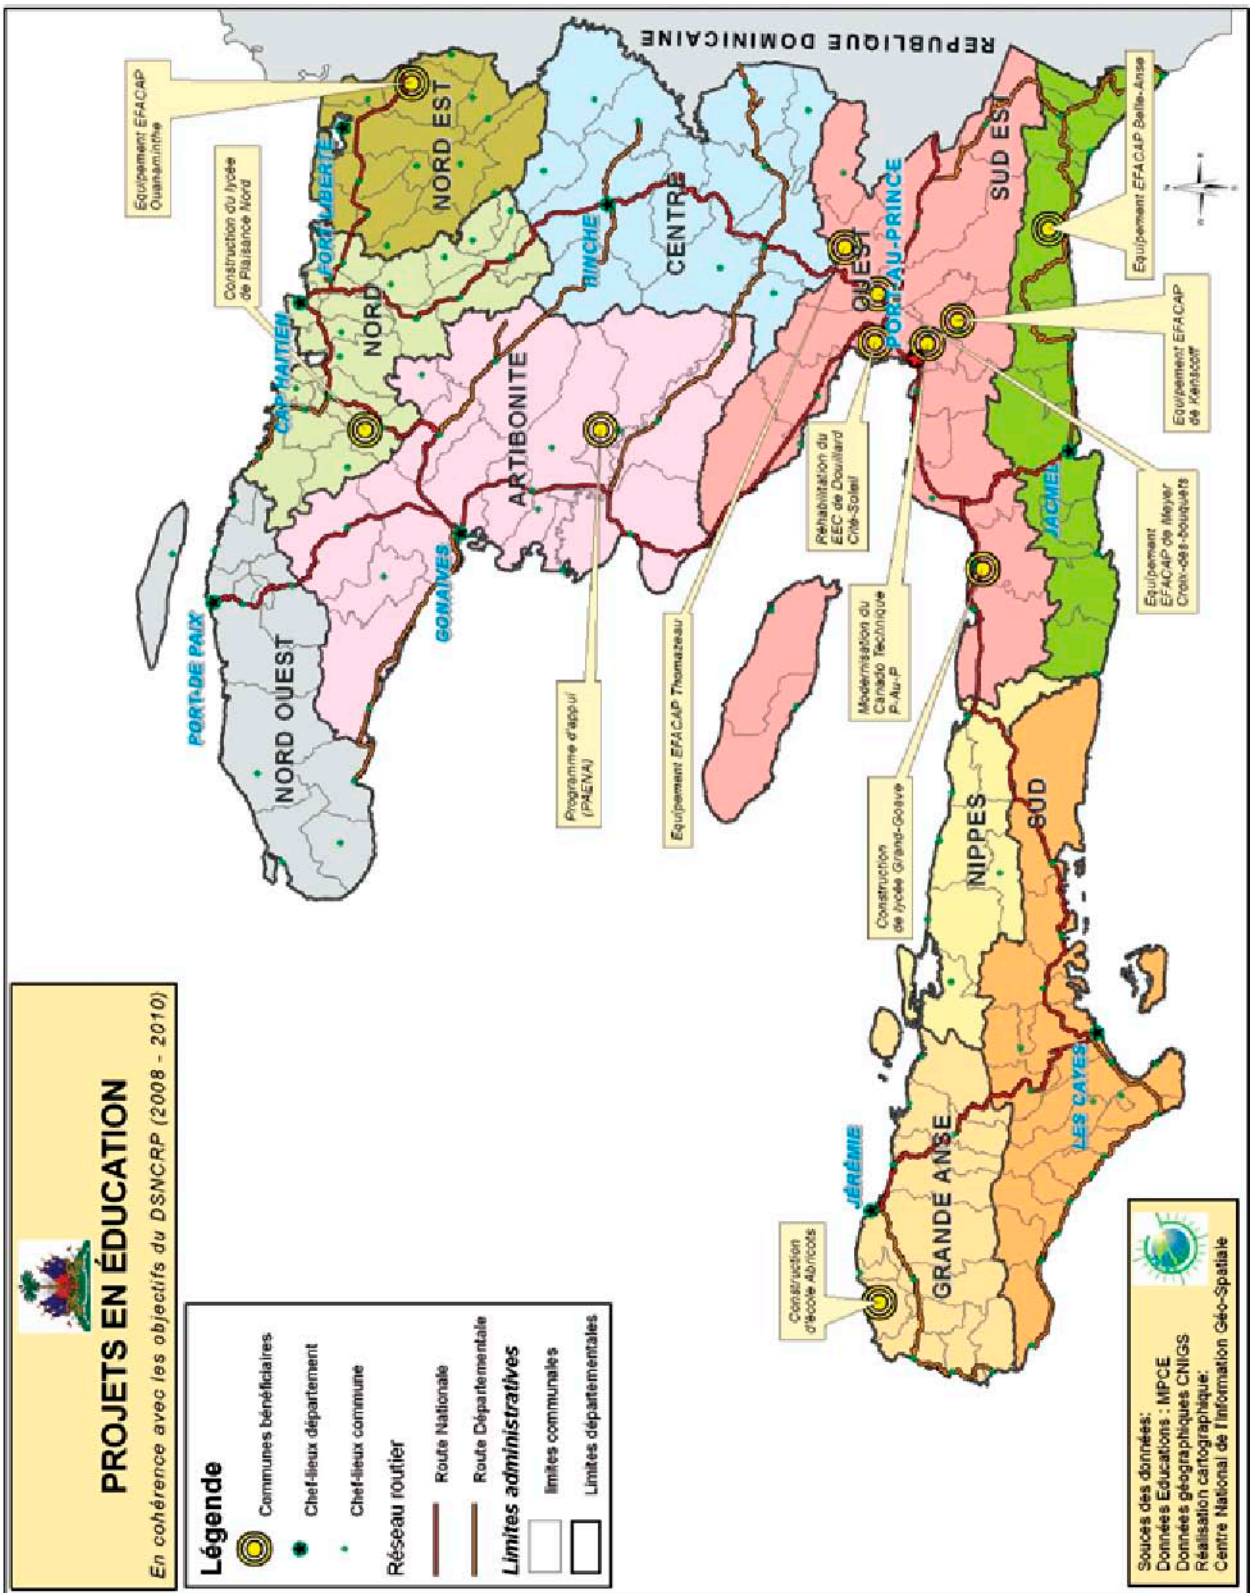 PROJETS EN ÉDUCATION
En cohérence avec les objectifs du DSNCRP (2008 - 2010)
Légende
Communes bénéficiaires
Chef-lieux département
Chef-lieux commune
Réseau routier
Route Nationale
Route Départementale
Limites administratives
limites communales
Limites départementales
PORT-DE PAIX
NORD OUEST
CAP HAITIEN
NORD
Construction du lycée
de Plaisance Nord
FORT LIBERTE
NORD EST
Equipement EFACAP
Ouanaminthe
GONAÏVES
ARTIBONITE
HINCHE
CENTRE
REPUBLIQUE DOMINICAINE
Programme d'appui
(PAENA)
Equipement EFACAP Thomazeau
Réhabilitation du
EEC de Douillard
Cité-Soleil
OUEST
PORT-AU-PRINCE
Modernisation du
Canado Technique
P-Au-P
Construction
de lycée Grand-Goave
Construction
d'école Abricots
JÉRÉMIE
GRANDE ANSE
NIPPES
SUD
LES CAYES
JACMEL
SUD EST
Equipement
EFACAP de Meyer
Croix-des-bouquets
Equipement EFACAP
de Kenscoff
Equipement EFACAP Belle-Anse
Souces des données:
Données Educations : MPCE
Données géographiques CNIGS
Réalisation cartographique:
Centre National de l'Information Géo-Spatiale